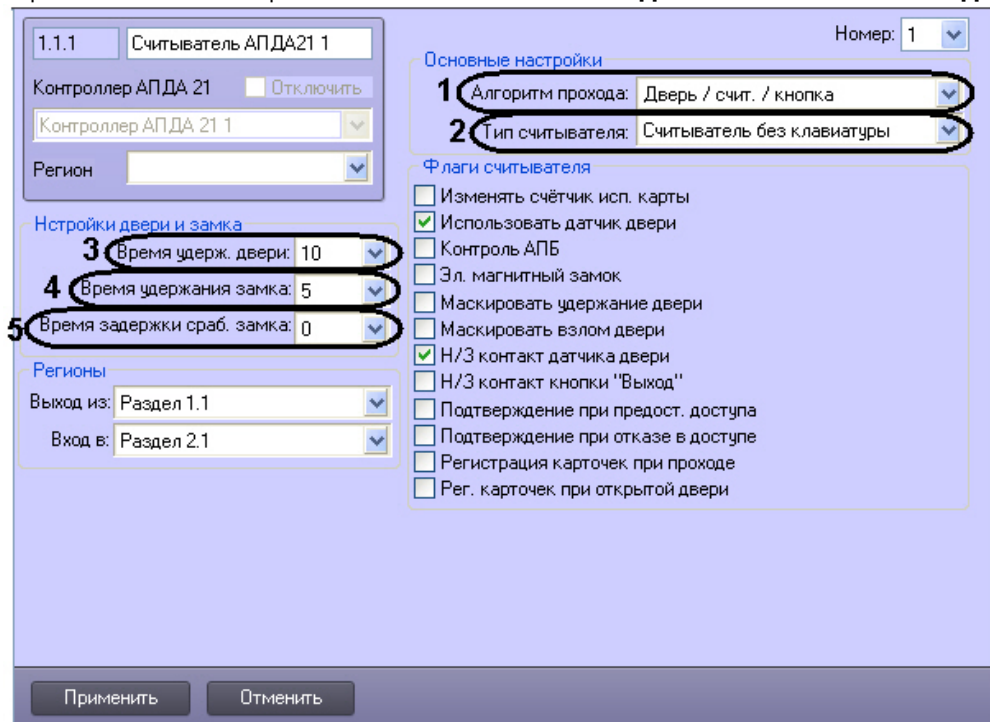 1.1.1 Считыватель АПДА21 1
Контроллер АПДА 21 Отключить
Контроллер АПДА 21 1
Регион
Номер: 1
Основные настройки
1 Алгоритм прохода: Дверь / счит. / кнопка
2 Тип считывателя: Считыватель без клавиатуры
Флаги считывателя
Изменять счётчик исп. карты
Использовать датчик двери
Контроль АПБ
Эл. магнитный замок
Маскировать удержание двери
Маскировать взлом двери
Н/З контакт датчика двери
Н/З контакт кнопки "Выход"
Подтверждение при предост. доступа
Подтверждение при отказе в доступе
Регистрация карточек при проходе
Рег. карточек при открытой двери
Нстройки двери и замка
3 Время удерж. двери: 10
4 Время удержания замка: 5
5 Время задержки сраб. замка: 0
Регионы
Выход из: Раздел 1.1
Вход в: Раздел 2.1
Применить Отменить